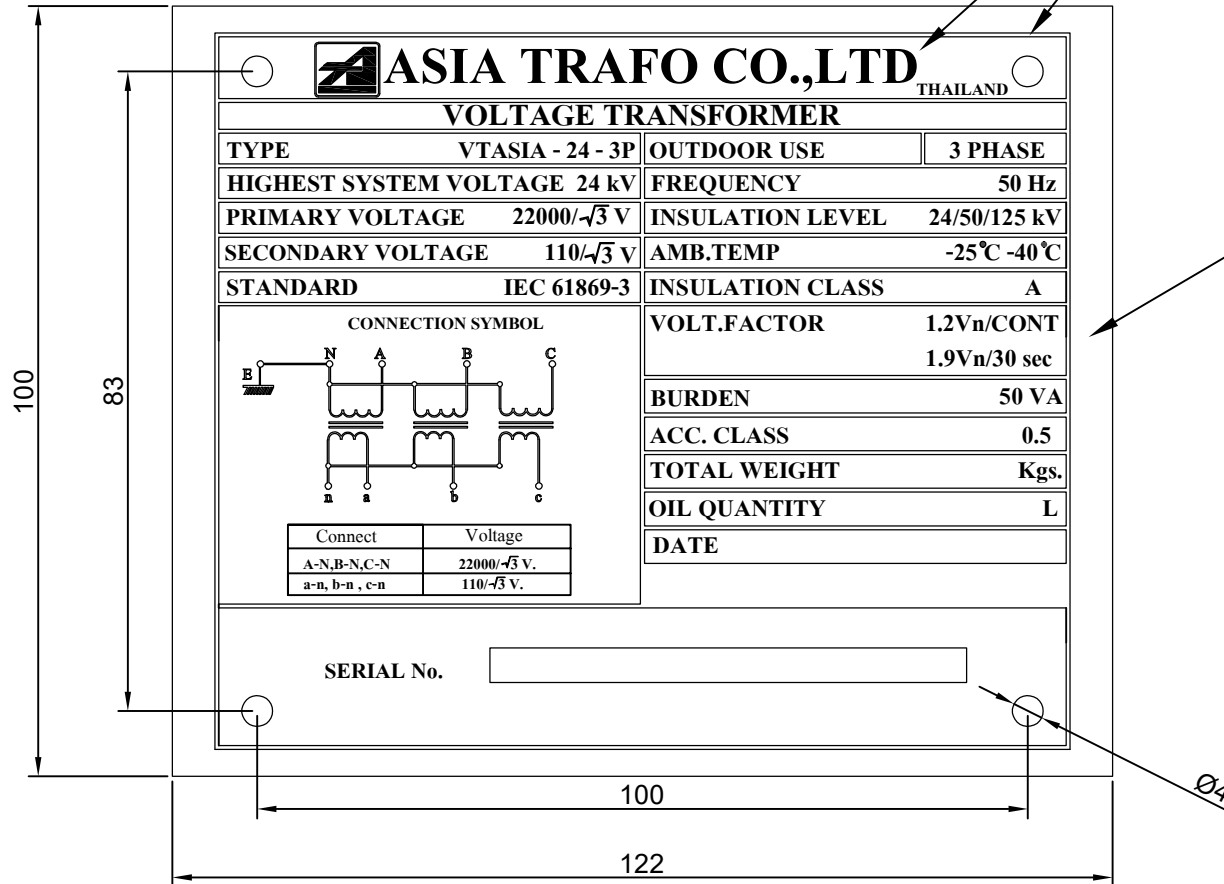 ASIA TRAFO CO.,LTD THAILAND
VOLTAGE TRANSFORMER
TYPE VTASIA - 24 - 3P OUTDOOR USE 3 PHASE
HIGHEST SYSTEM VOLTAGE 24 kV FREQUENCY 50 Hz
PRIMARY VOLTAGE 22000/√3 V INSULATION LEVEL 24/50/125 kV
SECONDARY VOLTAGE 110/√3 V AMB.TEMP -25°C -40°C
STANDARD IEC 61869-3 INSULATION CLASS A
CONNECTION SYMBOL
E N A B C
n a b c
Connect Voltage
A-N,B-N,C-N 22000/√3 V.
a-n, b-n , c-n 110/√3 V.
VOLT.FACTOR 1.2Vn/CONT
1.9Vn/30 sec
BURDEN 50 VA
ACC. CLASS 0.5
TOTAL WEIGHT Kgs.
OIL QUANTITY L
DATE
SERIAL No.
100
83
100
122
Ø4